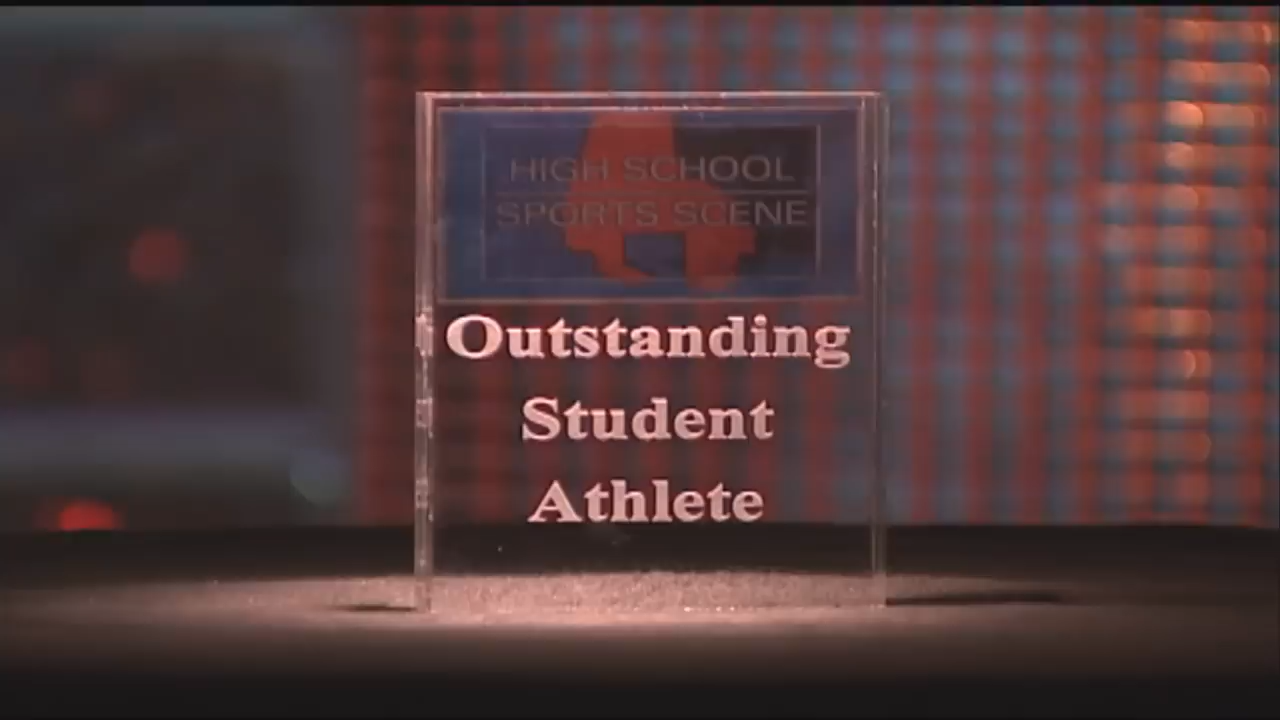 HIGH SCHOOL
SPORTS SCENE
Outstanding
Student
Athlete